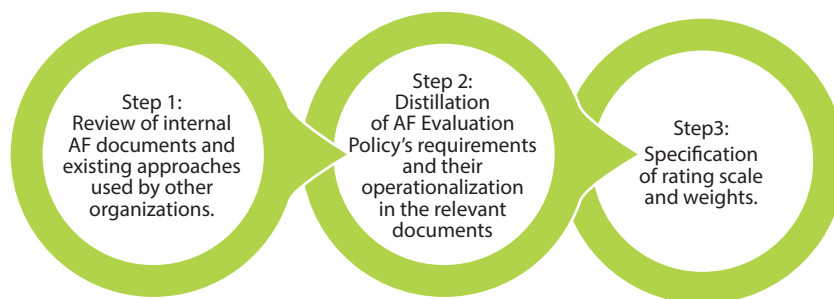 Step 1:
Review of internal
AF documents and
existing approaches
used by other
organizations.
Step 2:
Distillation
of AF Evaluation
Policy's requirements
and their
operationalization
in the relevant
documents
Step3:
Specification
of rating scale
and weights.